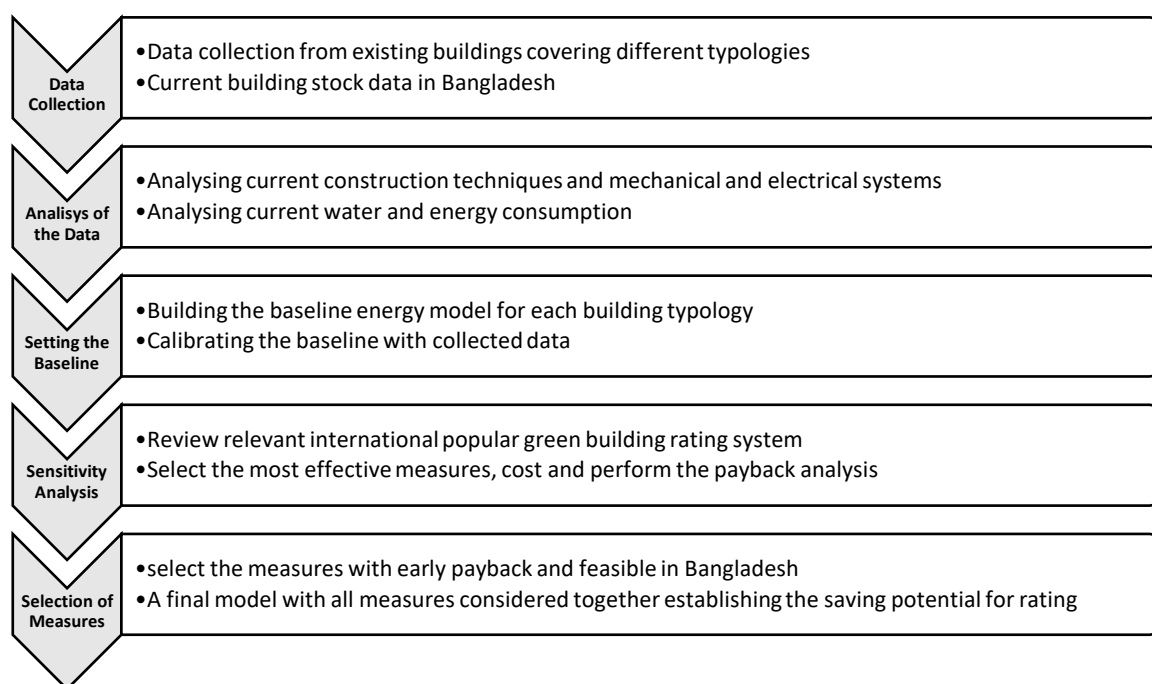 Data
Collection
•Data collection from existing buildings covering different typologies
•Current building stock data in Bangladesh
Analisys of
the Data
•Analysing current construction techniques and mechanical and electrical systems
•Analysing current water and energy consumption
Setting the
Baseline
•Building the baseline energy model for each building typology
•Calibrating the baseline with collected data
Sensitivity
Analysis
•Review relevant international popular green building rating system
•Select the most effective measures, cost and perform the payback analysis
Selection of
Measures
•select the measures with early payback and feasible in Bangladesh
•A final model with all measures considered together establishing the saving potential for rating